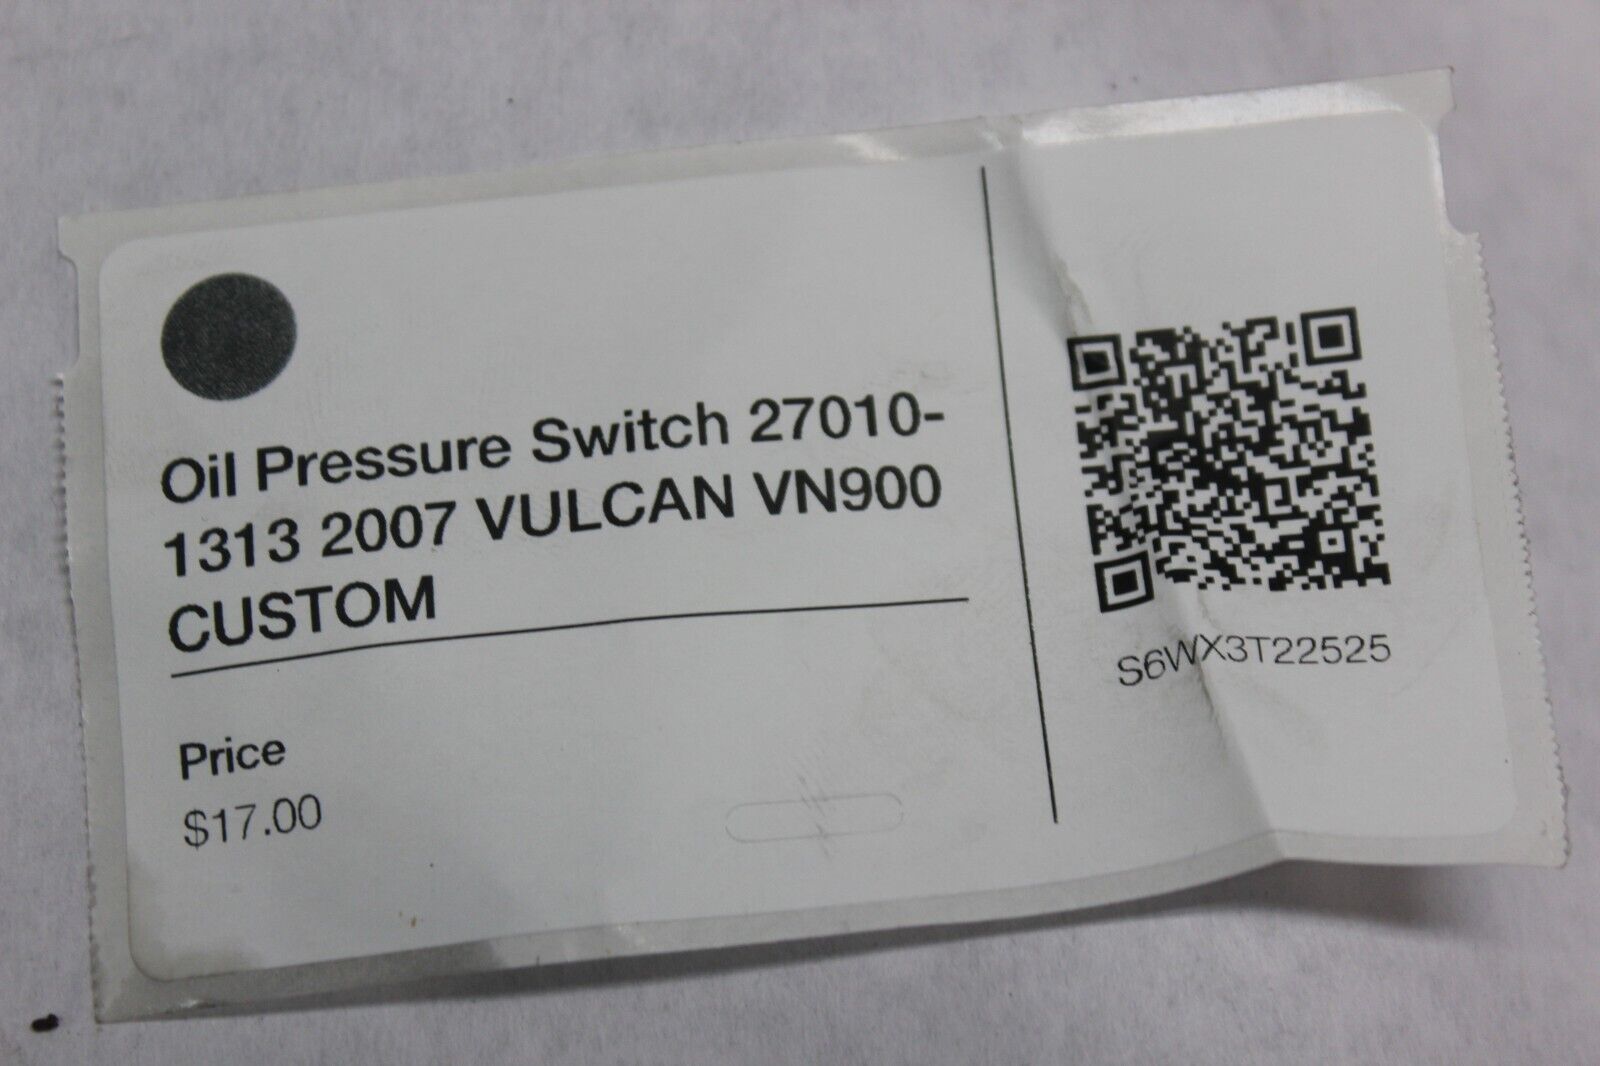 Oil Pressure Switch 27010-
1313 2007 VULCAN VN900
CUSTOM
Price
$17.00
S6WX3T22525